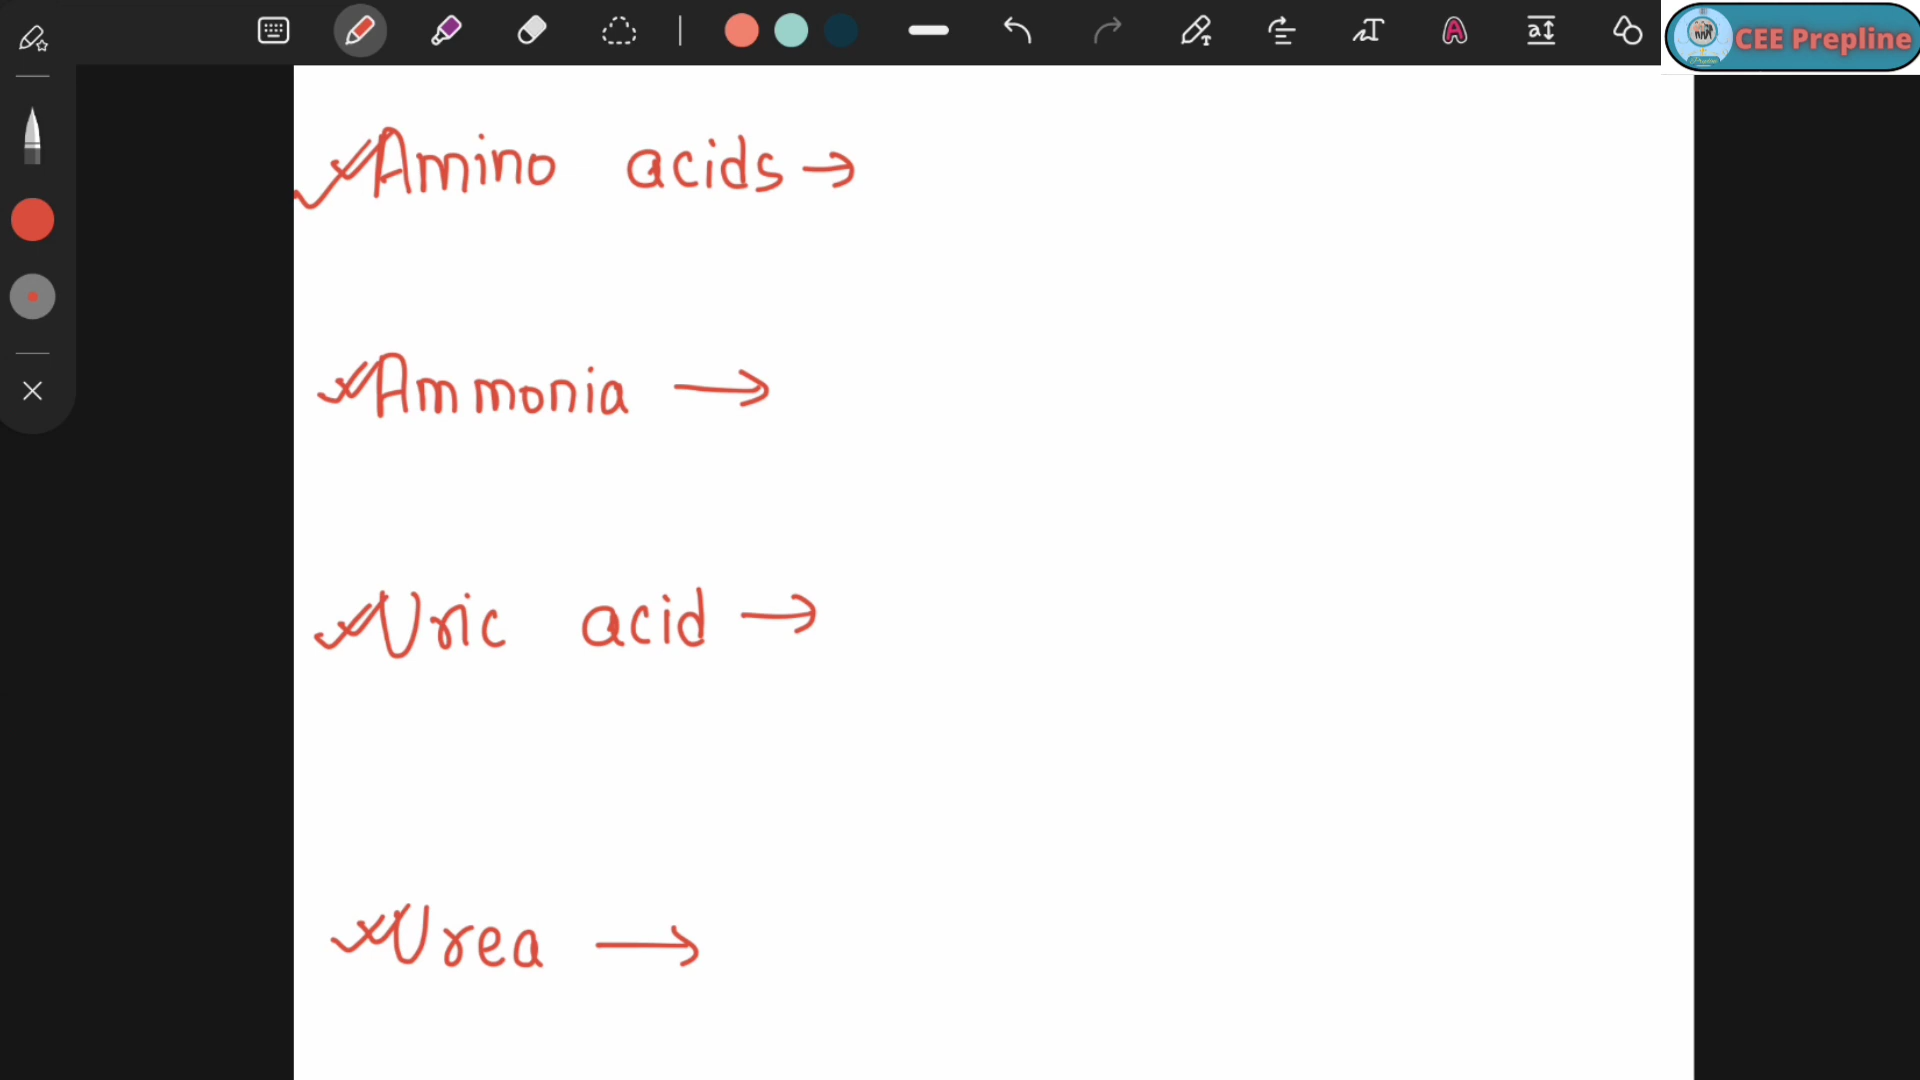 CEE Prepline
Amino acids →
Ammonia →
Uric acid →
Urea →